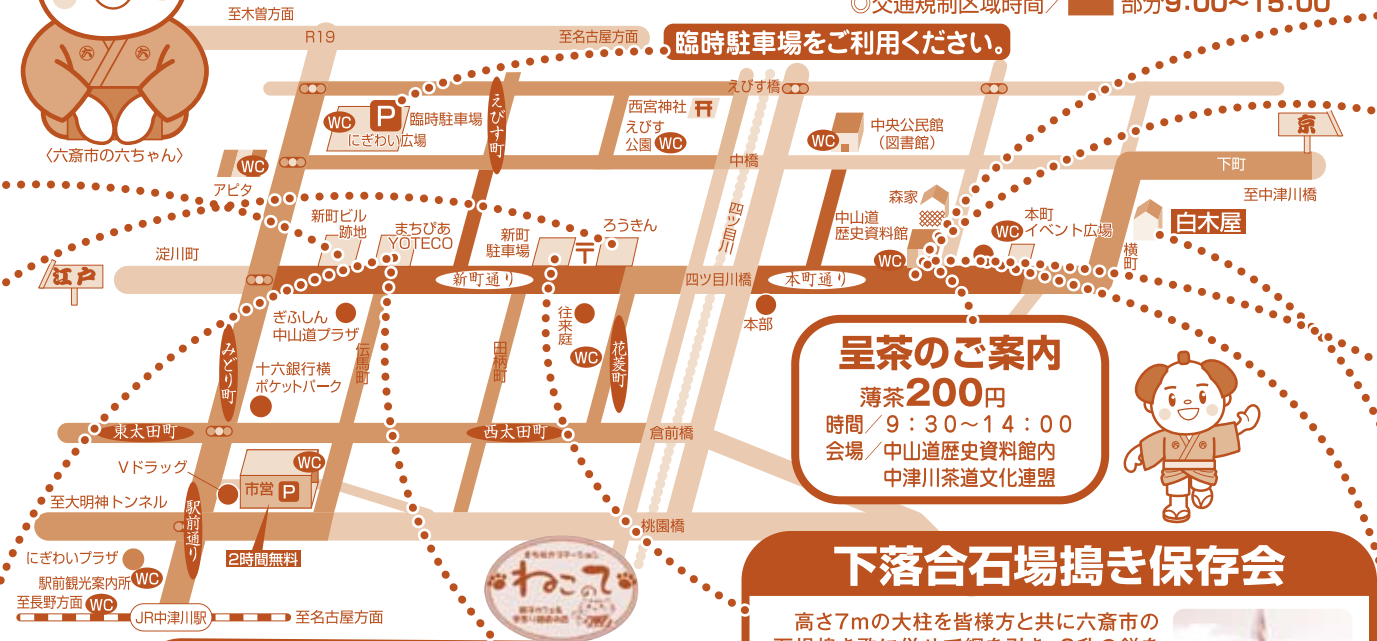 至木曽方面
◎交通規制区域時間／ 部分9:00〜15:00
R19
至名古屋方面
臨時駐車場をご利用ください。
えびす橋
WC
P
臨時駐車場
にぎわい広場
えびす町
西宮神社
えびす
公園
WC
WC
中央公民館
（図書館）
京
〈六斎市の六ちゃん〉
WC
アピタ
中橋
下町
至中津川橋
四ツ目川
森家
中山道
歴史資料館
WC
本町
イベント広場
WC
白木屋
横町
新町ビル
跡地
まちぴあ
YOTECO
新町
駐車場
〒
ろうきん
淀川町
江戸
新町通り
四ツ目川橋
本町通り
本部
ぎふしん
中山道プラザ
往来庭
WC
花菱町
みどり町
伝馬町
田柄町
十六銀行横
ポケットパーク
呈茶のご案内
薄茶200円
時間／9：30〜14：00
会場／中山道歴史資料館内
中津川茶道文化連盟
東太田町
西太田町
倉前橋
Vドラッグ
WC
市営 P
至大明神トンネル
駅前通り
桃園橋
2時間無料
にぎわいプラザ
駅前観光案内所
WC
至長野方面
WC
JR中津川駅
至名古屋方面
ねこのて
下落合石場搗き保存会
高さ7mの大柱を皆様方と共に六斎市の